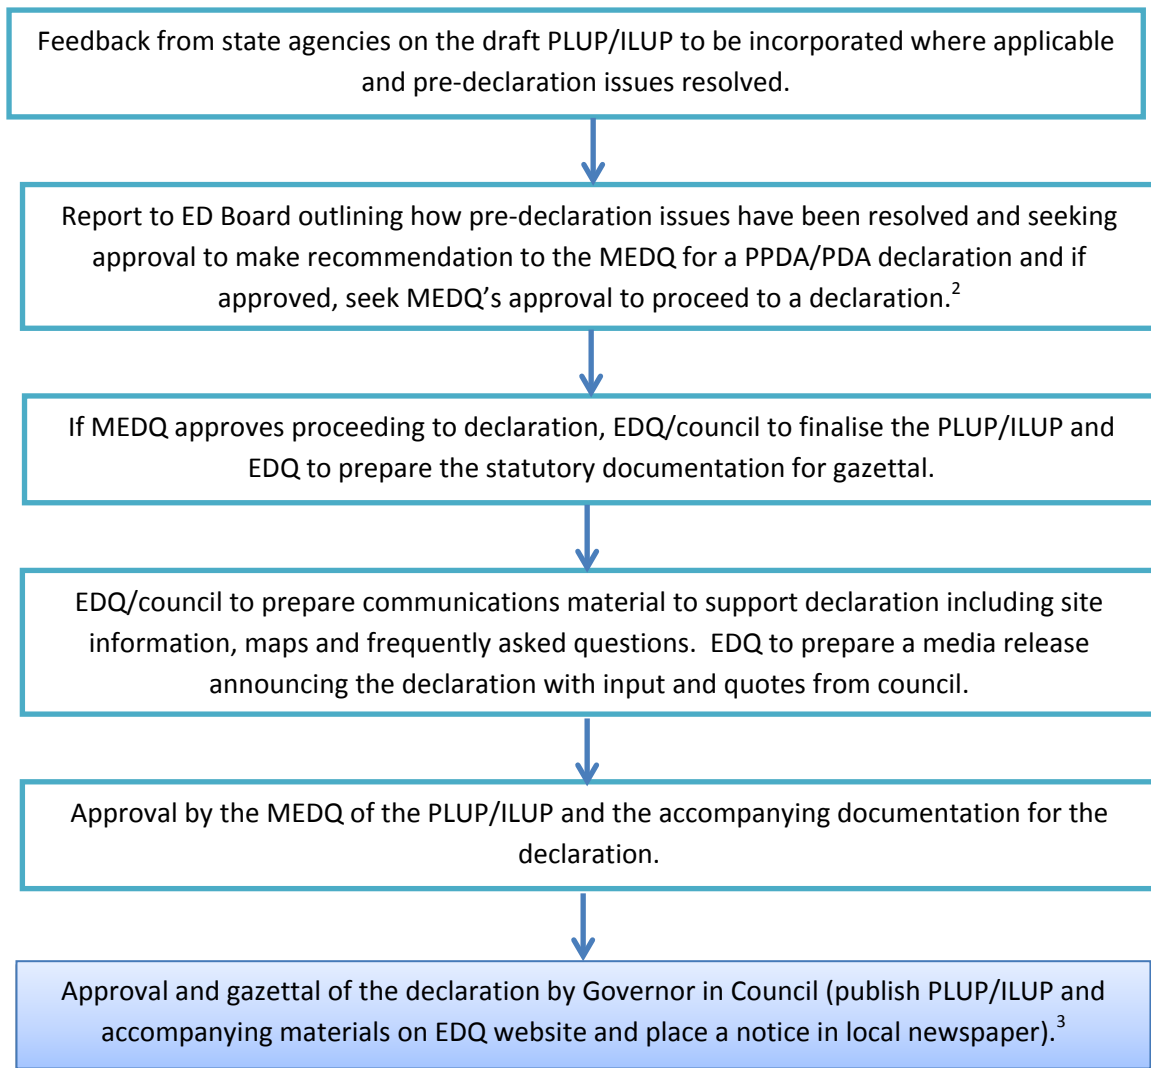 Feedback from state agencies on the draft PLUP/ILUP to be incorporated where applicable
and pre-declaration issues resolved.
Report to ED Board outlining how pre-declaration issues have been resolved and seeking
approval to make recommendation to the MEDQ for a PPDA/PDA declaration and if
approved, seek MEDQ’s approval to proceed to a declaration.²
If MEDQ approves proceeding to declaration, EDQ/council to finalise the PLUP/ILUP and
EDQ to prepare the statutory documentation for gazettal.
EDQ/council to prepare communications material to support declaration including site
information, maps and frequently asked questions.  EDQ to prepare a media release
announcing the declaration with input and quotes from council.
Approval by the MEDQ of the PLUP/ILUP and the accompanying documentation for the
declaration.
Approval and gazettal of the declaration by Governor in Council (publish PLUP/ILUP and
accompanying materials on EDQ website and place a notice in local newspaper).³